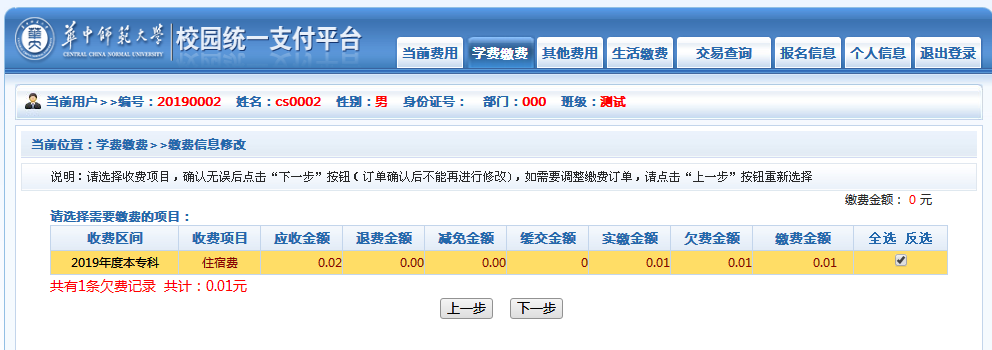 华中师范大学
CENTRAL CHINA NORMAL UNIVERSITY
校园统一支付平台
当前费用 学费缴费 其他费用 生活缴费 交易查询 报名信息 个人信息 退出登录
当前用户>>编号：20190002 姓名：cs0002 性别：男 身份证号： 部门：000 班级：测试
当前位置：学费缴费>>缴费信息修改
说明：请选择收费项目，确认无误后点击“下一步”按钮（订单确认后不能再进行修改），如需要调整缴费订单，请点击“上一步”按钮重新选择
缴费金额： 0 元
请选择需要缴费的项目：
收费区间 收费项目 应收金额 退费金额 减免金额 缓交金额 实缴金额 欠费金额 缴费金额 全选 反选
2019年度本专科 住宿费 0.02 0.00 0.00 0 0.01 0.01 0.01
共有1条欠费记录 共计：0.01元
上一步 下一步